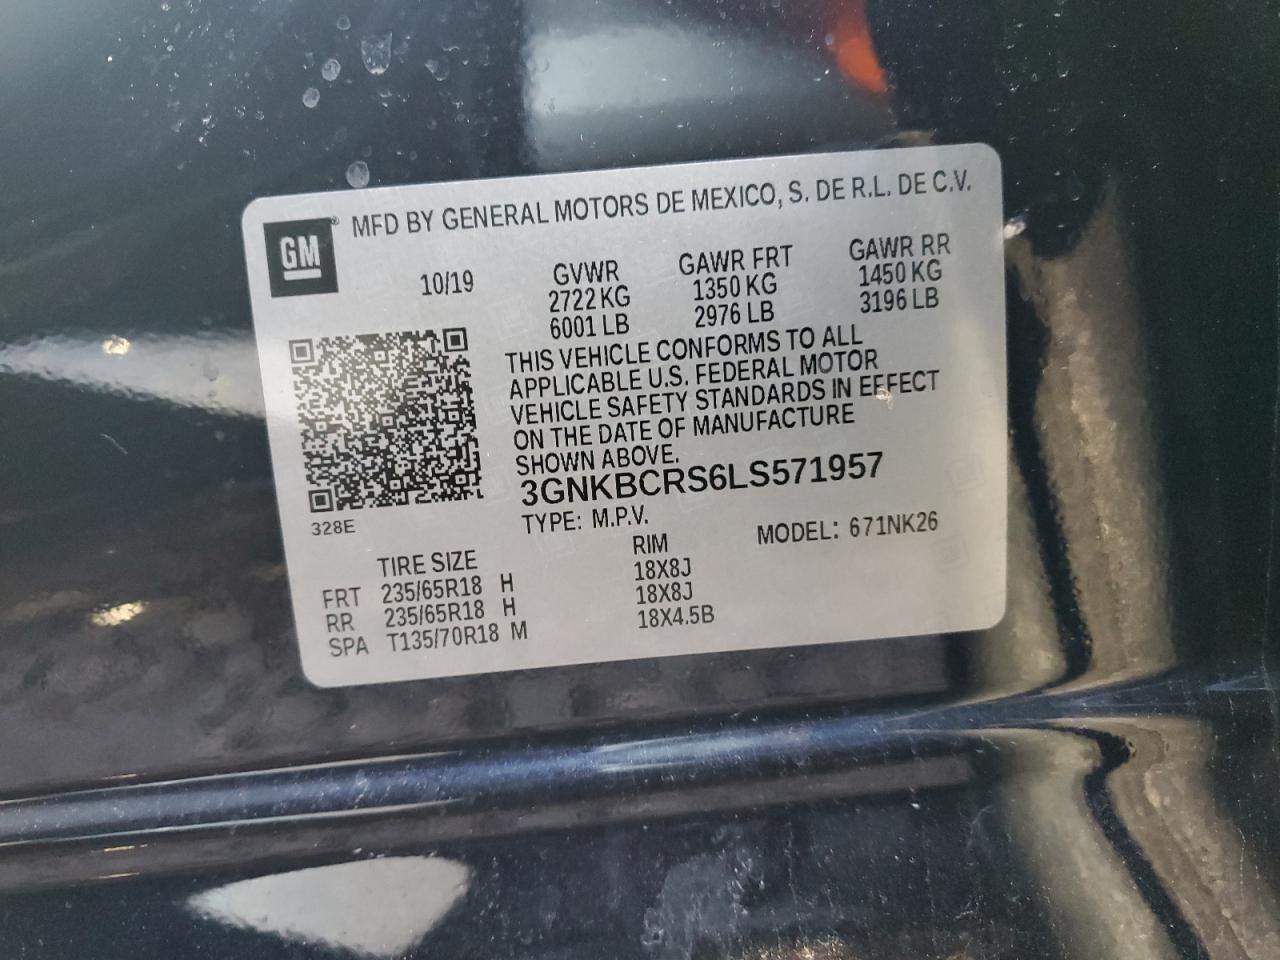 GM ® MFD BY GENERAL MOTORS DE MEXICO, S. DE R.L. DE C.V.
10/19 GVWR GAWR FRT GAWR RR
2722 KG 1350 KG 1450 KG
6001 LB 2976 LB 3196 LB
THIS VEHICLE CONFORMS TO ALL
APPLICABLE U.S. FEDERAL MOTOR
VEHICLE SAFETY STANDARDS IN EFFECT
ON THE DATE OF MANUFACTURE
SHOWN ABOVE.
3GNKBCRS6LS571957
328E
TYPE: M.P.V. MODEL: 671NK26
TIRE SIZE RIM
FRT 235/65R18 H 18X8J
RR 235/65R18 H 18X8J
SPA T135/70R18 M 18X4.5B